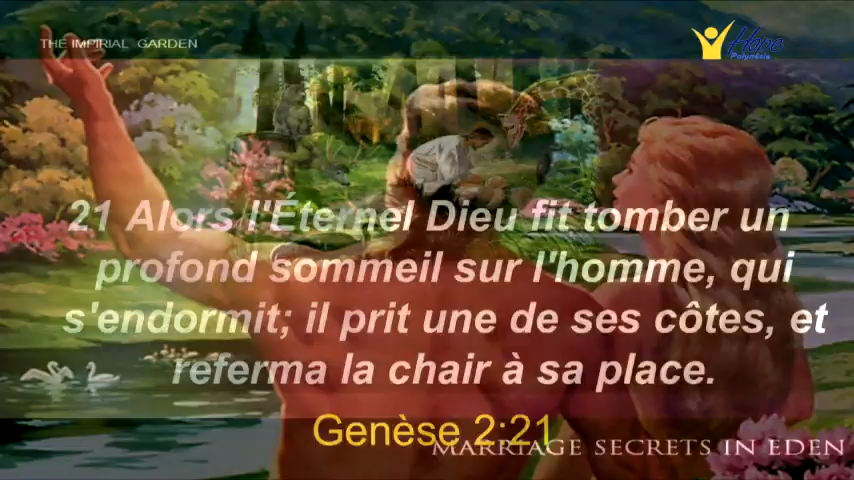 THE IMPIRIAL GARDEN
Hope
Polynésie
21 Alors l'Éternel Dieu fit tomber un
profond sommeil sur l'homme, qui
s'endormit; il prit une de ses côtes, et
referma la chair à sa place.
Genèse 2:21
MARRIAGE SECRETS IN EDEN